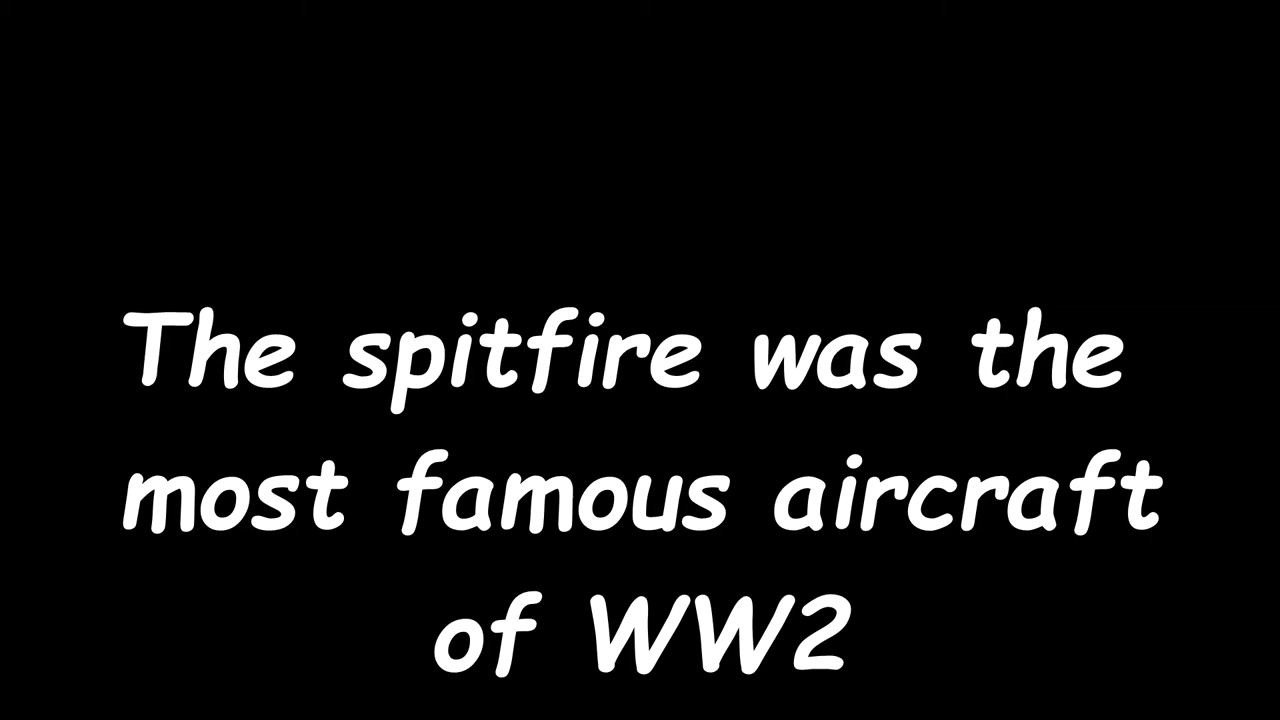 The spitfire was the
most famous aircraft
of WW2